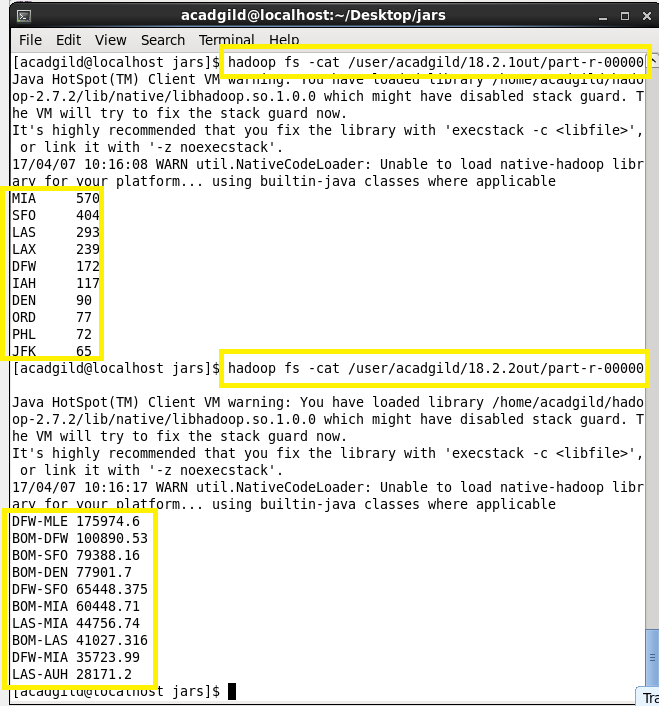 acadgild@localhost:~/Desktop/jars
File Edit View Search Terminal Help
[acadgild@localhost jars]$ hadoop fs -cat /user/acadgild/18.2.1out/part-r-00000
Java HotSpot(TM) Client VM warning: You have loaded library /home/acadgild/hado
op-2.7.2/lib/native/libhadoop.so.1.0.0 which might have disabled stack guard. T
he VM will try to fix the stack guard now.
It's highly recommended that you fix the library with 'execstack -c <libfile>',
 or link it with '-z noexecstack'.
17/04/07 10:16:08 WARN util.NativeCodeLoader: Unable to load native-hadoop libr
ary for your platform... using builtin-java classes where applicable
MIA 570
SFO 404
LAS 293
LAX 239
DFW 172
IAH 117
DEN 90
ORD 77
PHL 72
JFK 65
[acadgild@localhost jars]$ hadoop fs -cat /user/acadgild/18.2.2out/part-r-00000
Java HotSpot(TM) Client VM warning: You have loaded library /home/acadgild/hado
op-2.7.2/lib/native/libhadoop.so.1.0.0 which might have disabled stack guard. T
he VM will try to fix the stack guard now.
It's highly recommended that you fix the library with 'execstack -c <libfile>',
 or link it with '-z noexecstack'.
17/04/07 10:16:17 WARN util.NativeCodeLoader: Unable to load native-hadoop libr
ary for your platform... using builtin-java classes where applicable
DFW-MLE 175974.6
BOM-DFW 100890.53
BOM-SFO 79388.16
BOM-DEN 77901.7
DFW-SFO 65448.375
BOM-MIA 60448.71
LAS-MIA 44756.74
BOM-LAS 41027.316
DFW-MIA 35723.99
LAS-AUH 28171.2
[acadgild@localhost jars]$
Tra